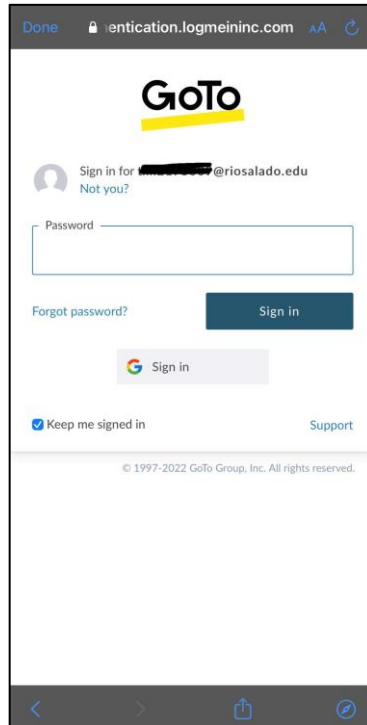 Done entication.logmeininc.com AA
GoTo
Sign in for @riosalado.edu
Not you?
Password
Forgot password?
Sign in
G Sign in
Keep me signed in
Support
© 1997-2022 GoTo Group, Inc. All rights reserved.